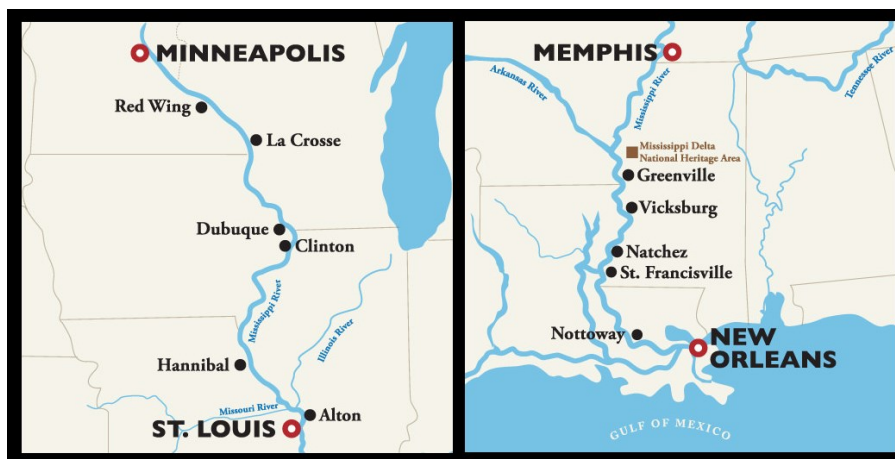 MINNEAPOLIS
Red Wing
La Crosse
Dubuque
Clinton
Mississippi River
Illinois River
Hannibal
Missouri River
Alton
ST. LOUIS
MEMPHIS
Arkansas River
Mississippi River
Tennessee River
Mississippi Delta
National Heritage Area
Greenville
Vicksburg
Natchez
St. Francisville
Nottoway
NEW
ORLEANS
GULF OF MEXICO